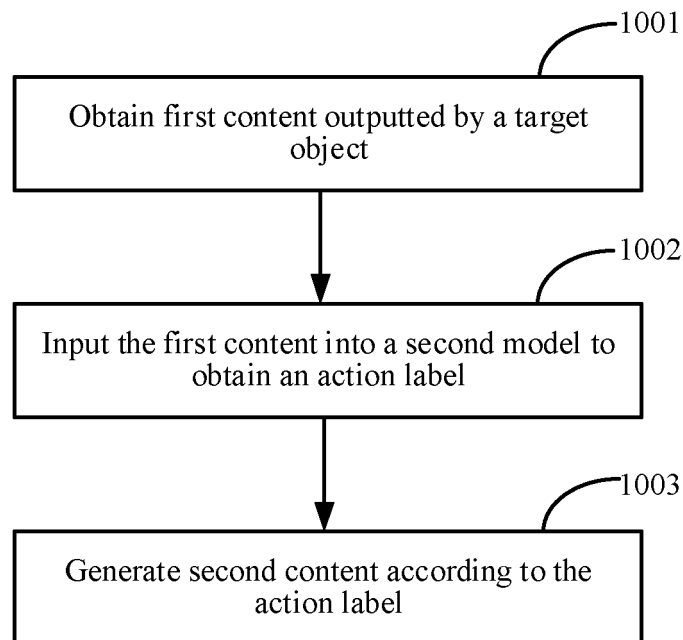 1001
Obtain first content outputted by a target
object
1002
Input the first content into a second model to
obtain an action label
1003
Generate second content according to the
action label